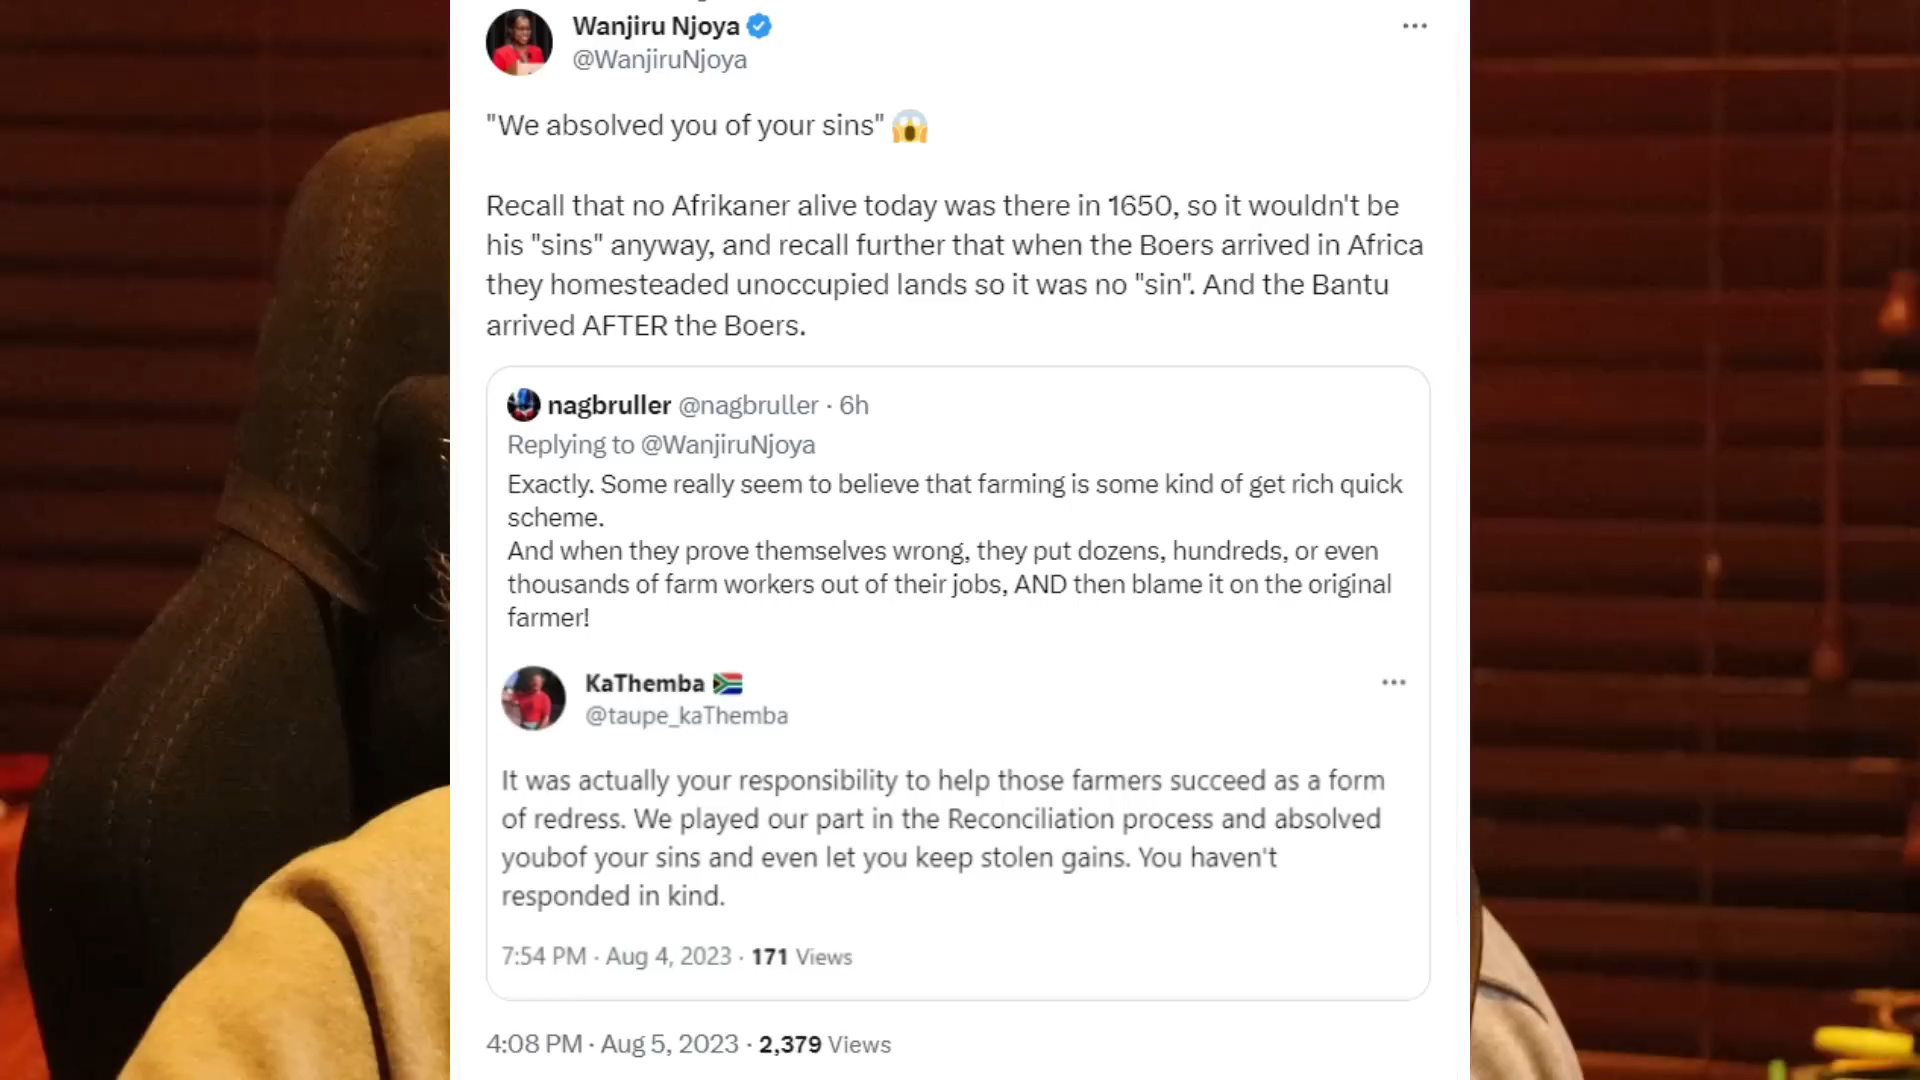 Wanjiru Njoya
@WanjiruNjoya
"We absolved you of your sins" 😱
Recall that no Afrikaner alive today was there in 1650, so it wouldn't be
his "sins" anyway, and recall further that when the Boers arrived in Africa
they homesteaded unoccupied lands so it was no "sin". And the Bantu
arrived AFTER the Boers.
nagbruller @nagbruller · 6h
Replying to @WanjiruNjoya
Exactly. Some really seem to believe that farming is some kind of get rich quick
scheme.
And when they prove themselves wrong, they put dozens, hundreds, or even
thousands of farm workers out of their jobs, AND then blame it on the original
farmer!
KaThemba 🇿🇦
@taupe_kaThemba
It was actually your responsibility to help those farmers succeed as a form
of redress. We played our part in the Reconciliation process and absolved
youbof your sins and even let you keep stolen gains. You haven't
responded in kind.
7:54 PM · Aug 4, 2023 · 171 Views
4:08 PM · Aug 5, 2023 · 2,379 Views